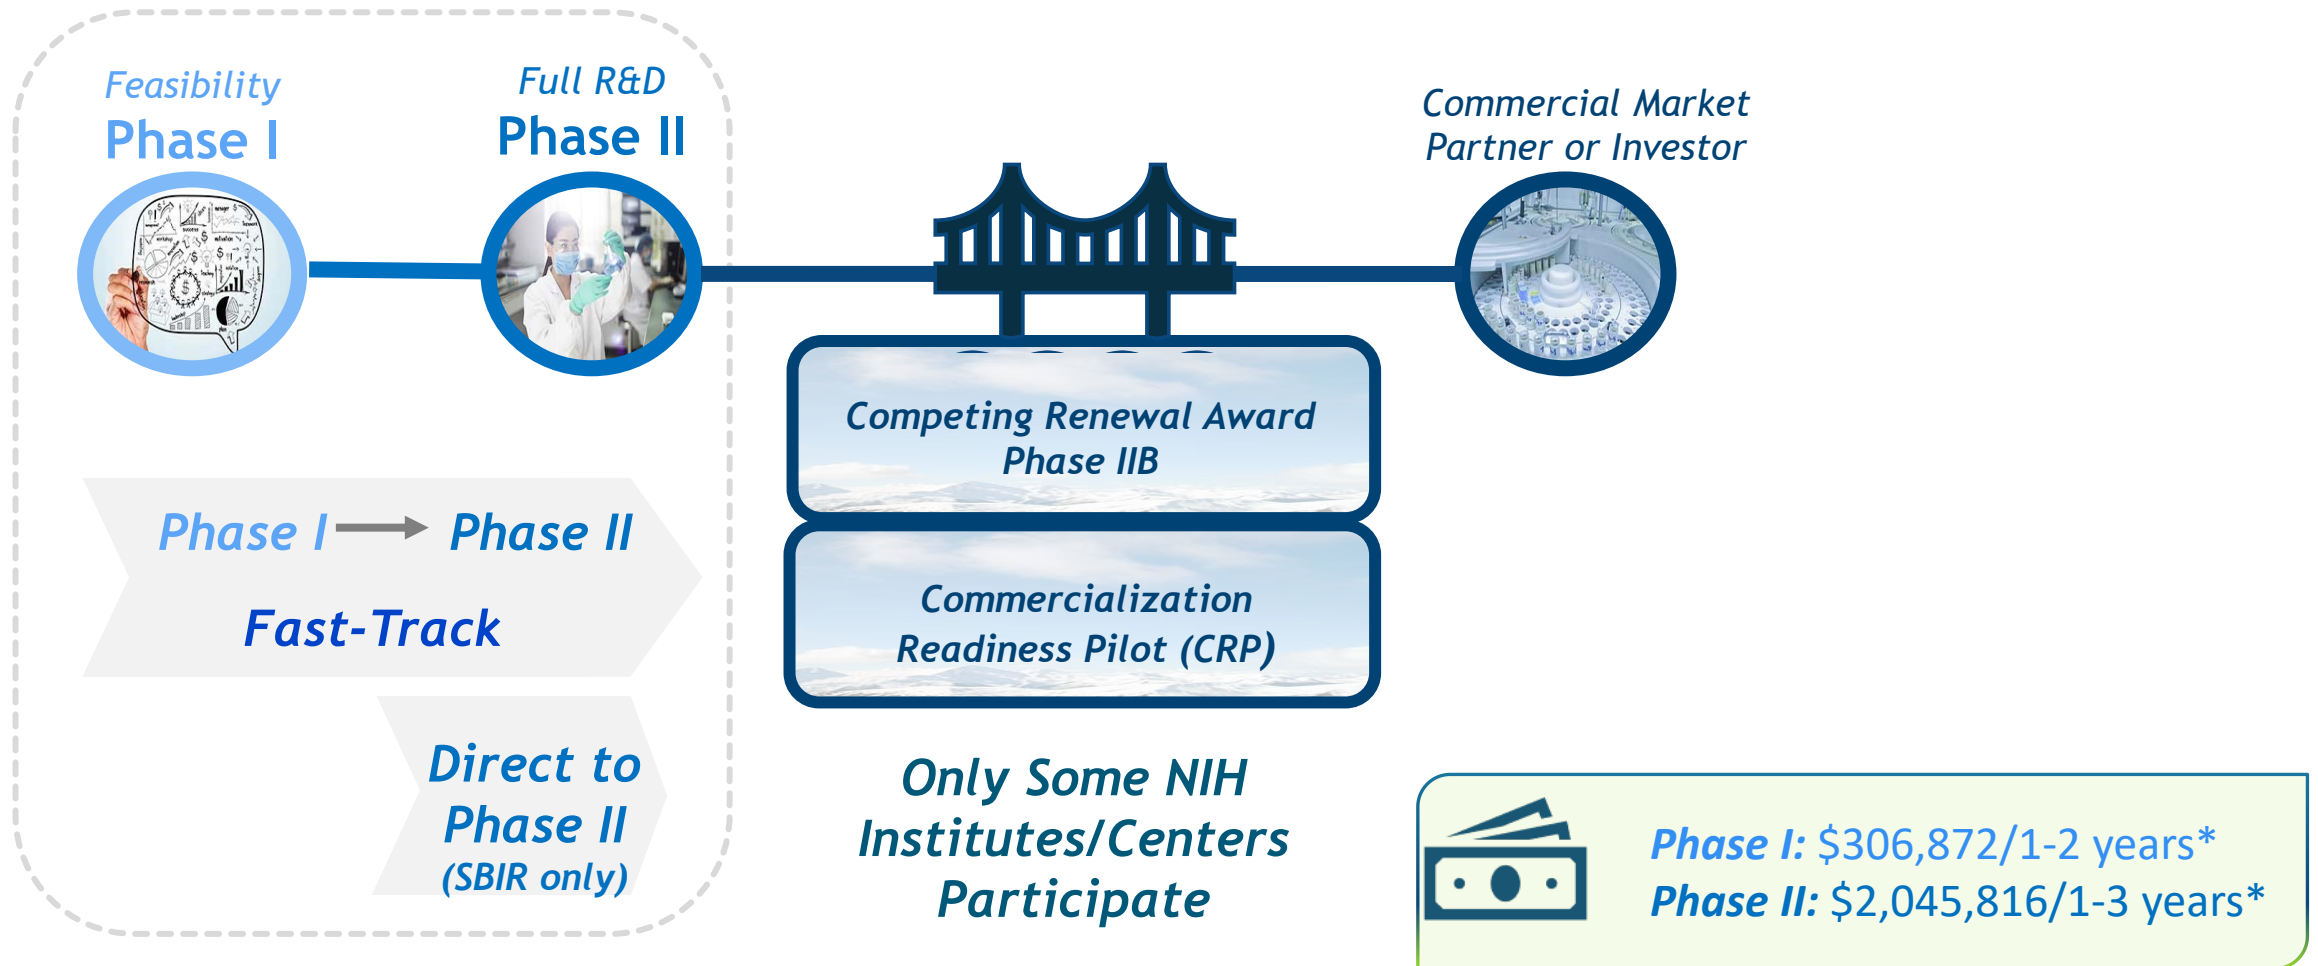 Feasibility
Phase I
Full R&D
Phase II
Commercial Market
Partner or Investor
Competing Renewal Award
Phase IIB
Phase I
Phase II
Fast-Track
Commercialization
Readiness Pilot (CRP)
Direct to
Phase II
(SBIR only)
Only Some NIH
Institutes/Centers
Participate
Phase I: $306,872/1-2 years*
Phase II: $2,045,816/1-3 years*